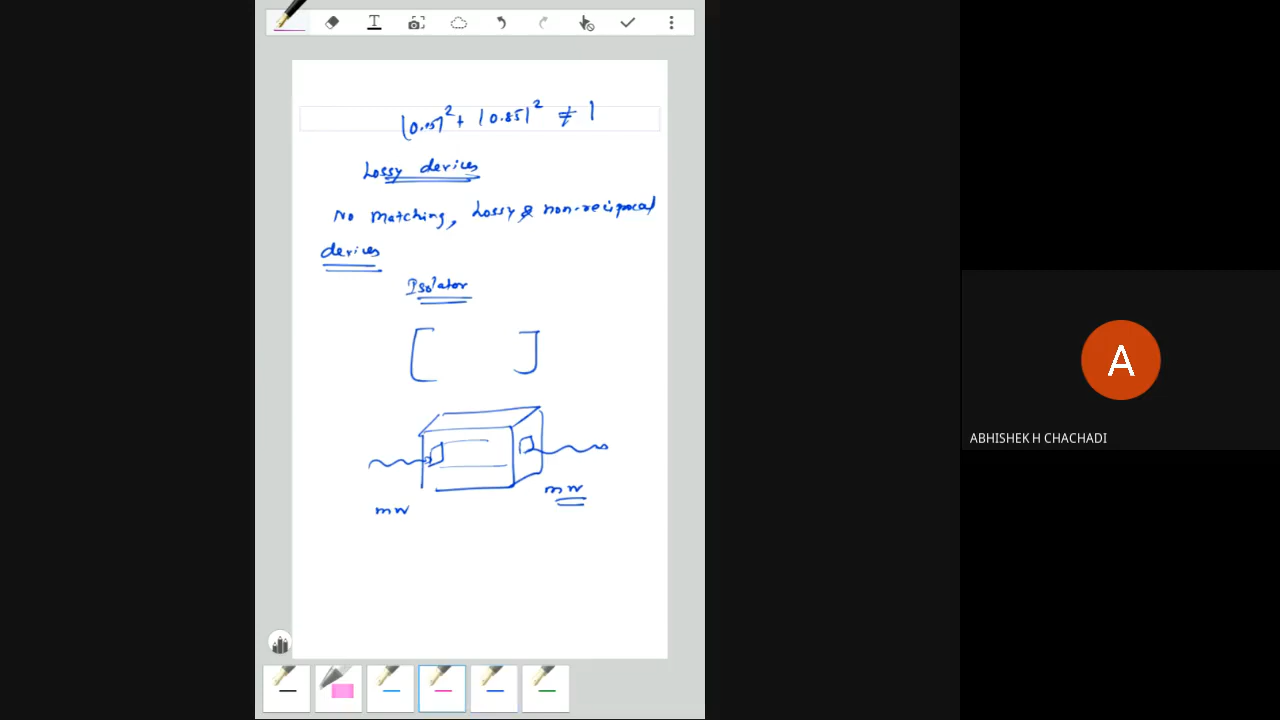 T
|0.15|² + |0.85|² ≠ 1
Lossy devices
No Matching, Lossy & non-reciprocal
devices
Isolator
[ ]
mw
mw
A
ABHISHEK H CHACHADI